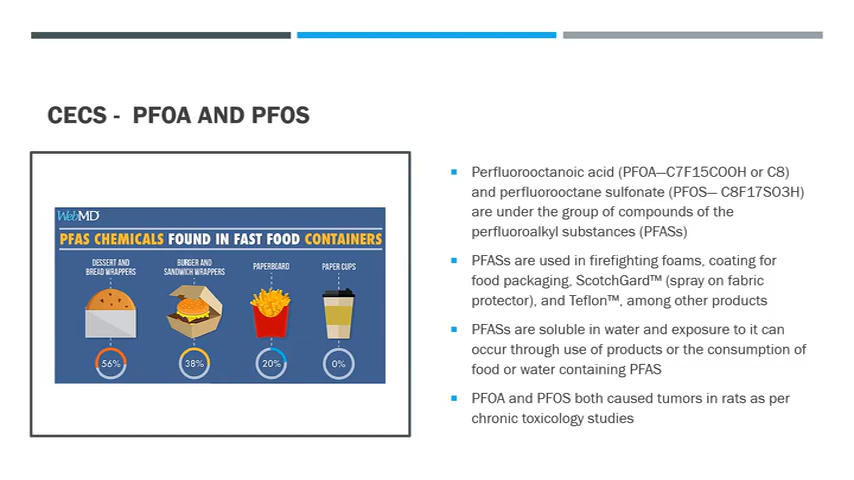 CECS - PFOA AND PFOS
WebMD
PFAS CHEMICALS FOUND IN FAST FOOD CONTAINERS
DESSERT AND
BREAD WRAPPERS
BURGER AND
SANDWICH WRAPPERS
PAPERBOARD
PAPER CUPS
56%
38%
20%
0%
Perfluorooctanoic acid (PFOA—C7F15COOH or C8)
and perfluorooctane sulfonate (PFOS— C8F17SO3H)
are under the group of compounds of the
perfluoroalkyl substances (PFASs)
PFASs are used in firefighting foams, coating for
food packaging, ScotchGard™ (spray on fabric
protector), and Teflon™, among other products
PFASs are soluble in water and exposure to it can
occur through use of products or the consumption of
food or water containing PFAS
PFOA and PFOS both caused tumors in rats as per
chronic toxicology studies